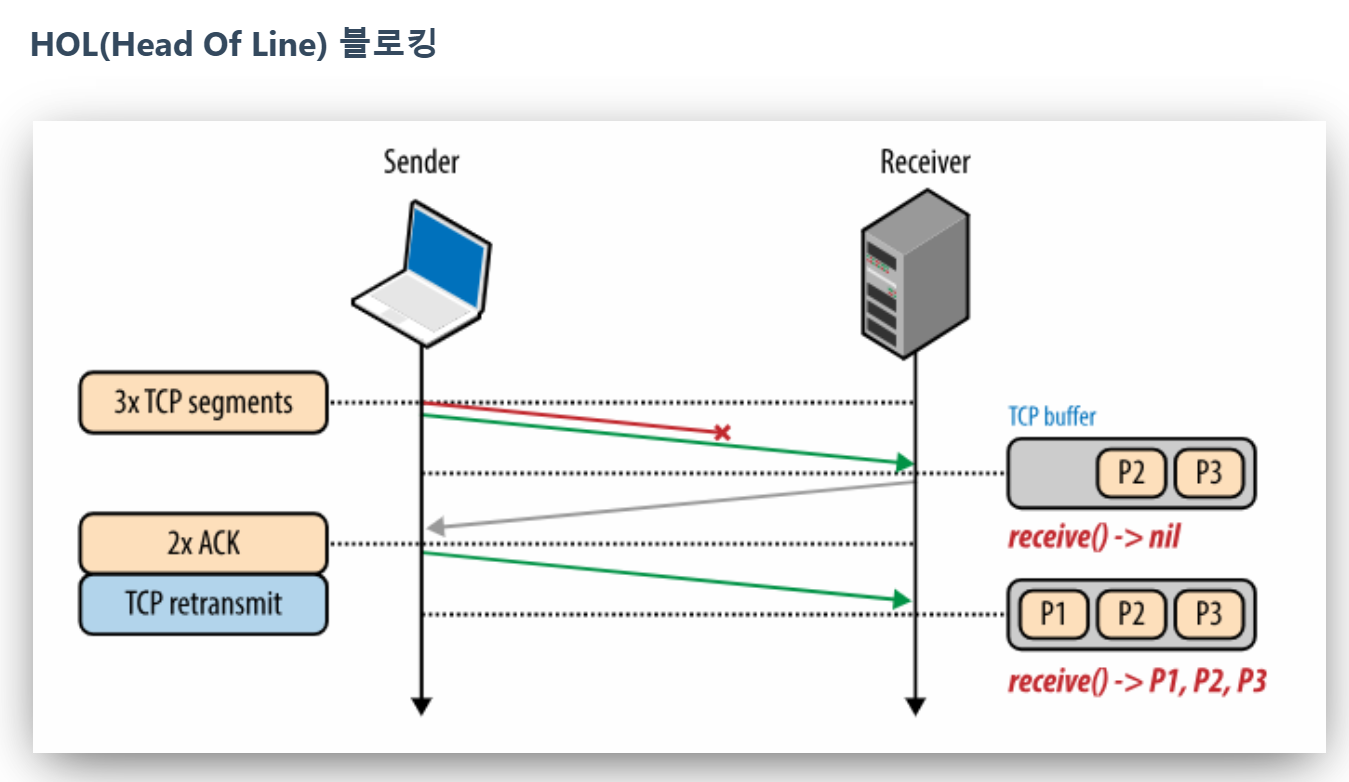 HOL(Head Of Line) 블로킹
Sender
Receiver
3x TCP segments
TCP buffer
P2
P3
receive() -> nil
2x ACK
TCP retransmit
P1
P2
P3
receive() -> P1, P2, P3